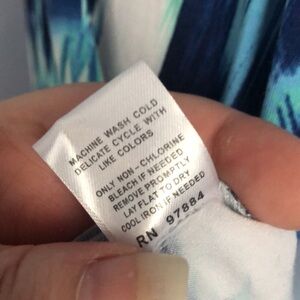 MACHINE WASH COLD
DELICATE CYCLE WITH
LIKE COLORS
ONLY NON-CHLORINE
BLEACH IF NEEDED
REMOVE PROMPTLY
LAY FLAT TO DRY
COOL IRON IF NEEDED
RN 97884